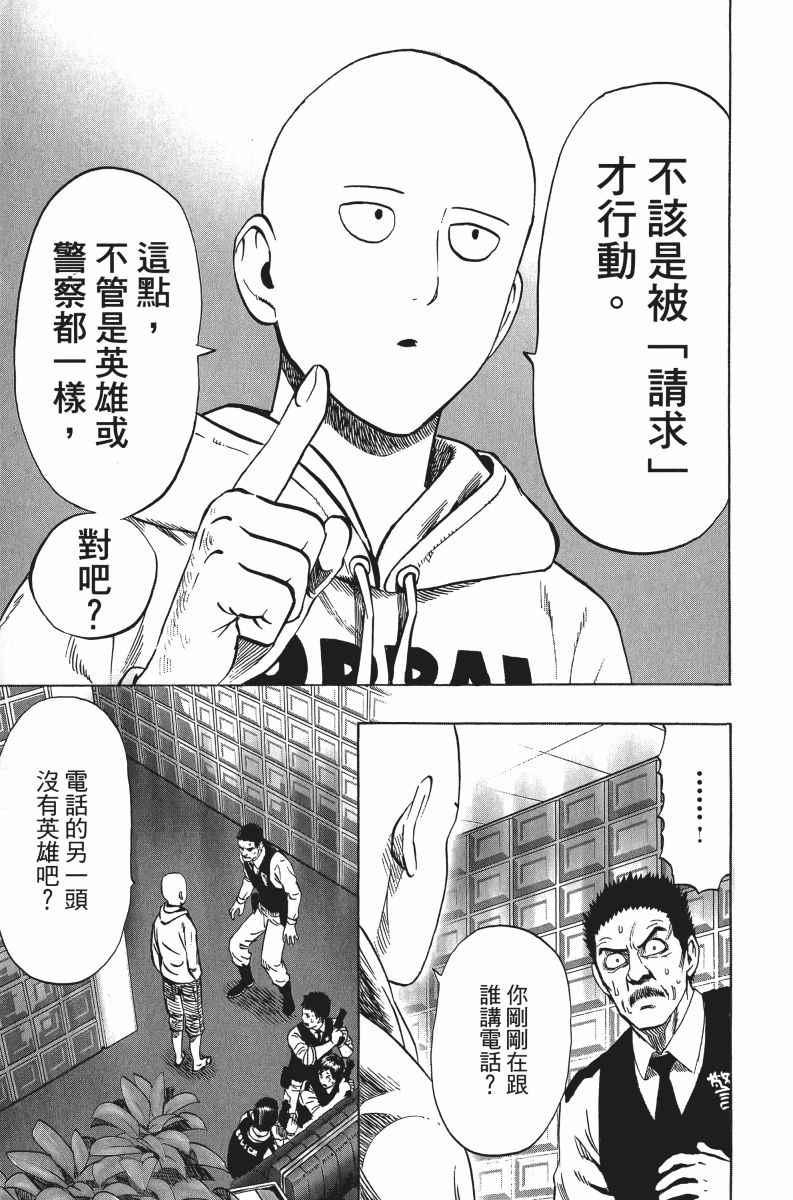 不該是被「請求」
才行動。
這點，
不管是英雄或
警察都一樣，
對吧？
……！
你剛剛在跟
誰講電話？
警
電話的另一頭
沒有英雄吧？
POLICE